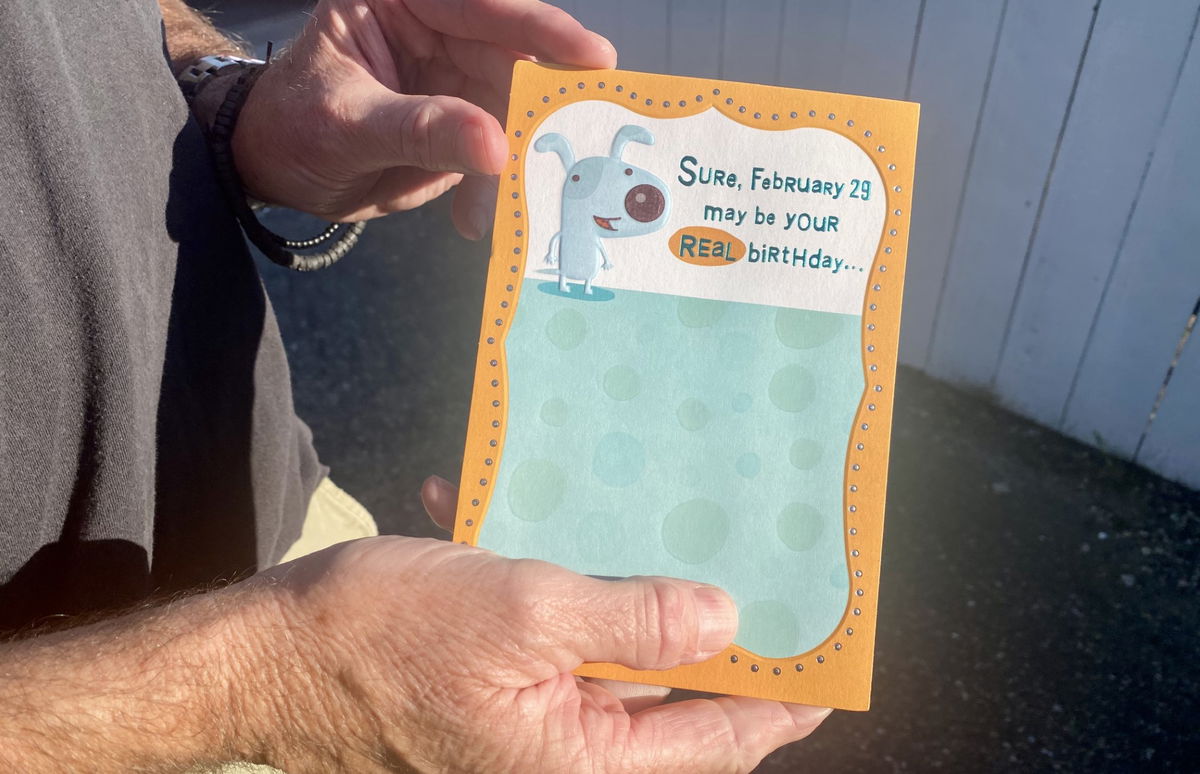 Sure, February 29
may be your
real birthday...